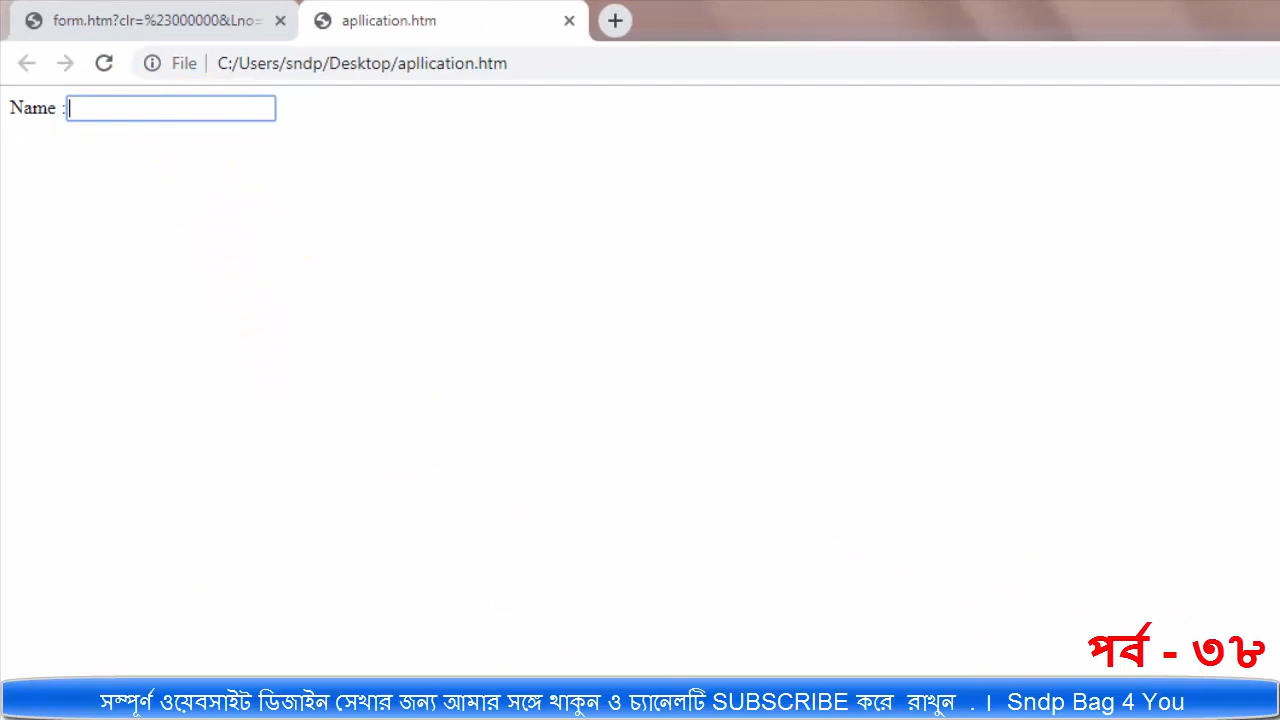 form.htm?clr=%23000000&Lno=
apllication.htm
File
C:/Users/sndp/Desktop/apllication.htm
Name :
পর্ব - ৩৮
সম্পূর্ণ ওয়েবসাইট ডিজাইন সেখার জন্য আমার সঙ্গে থাকুন ও চ্যানেলটি SUBSCRIBE করে রাখুন . । Sndp Bag 4 You